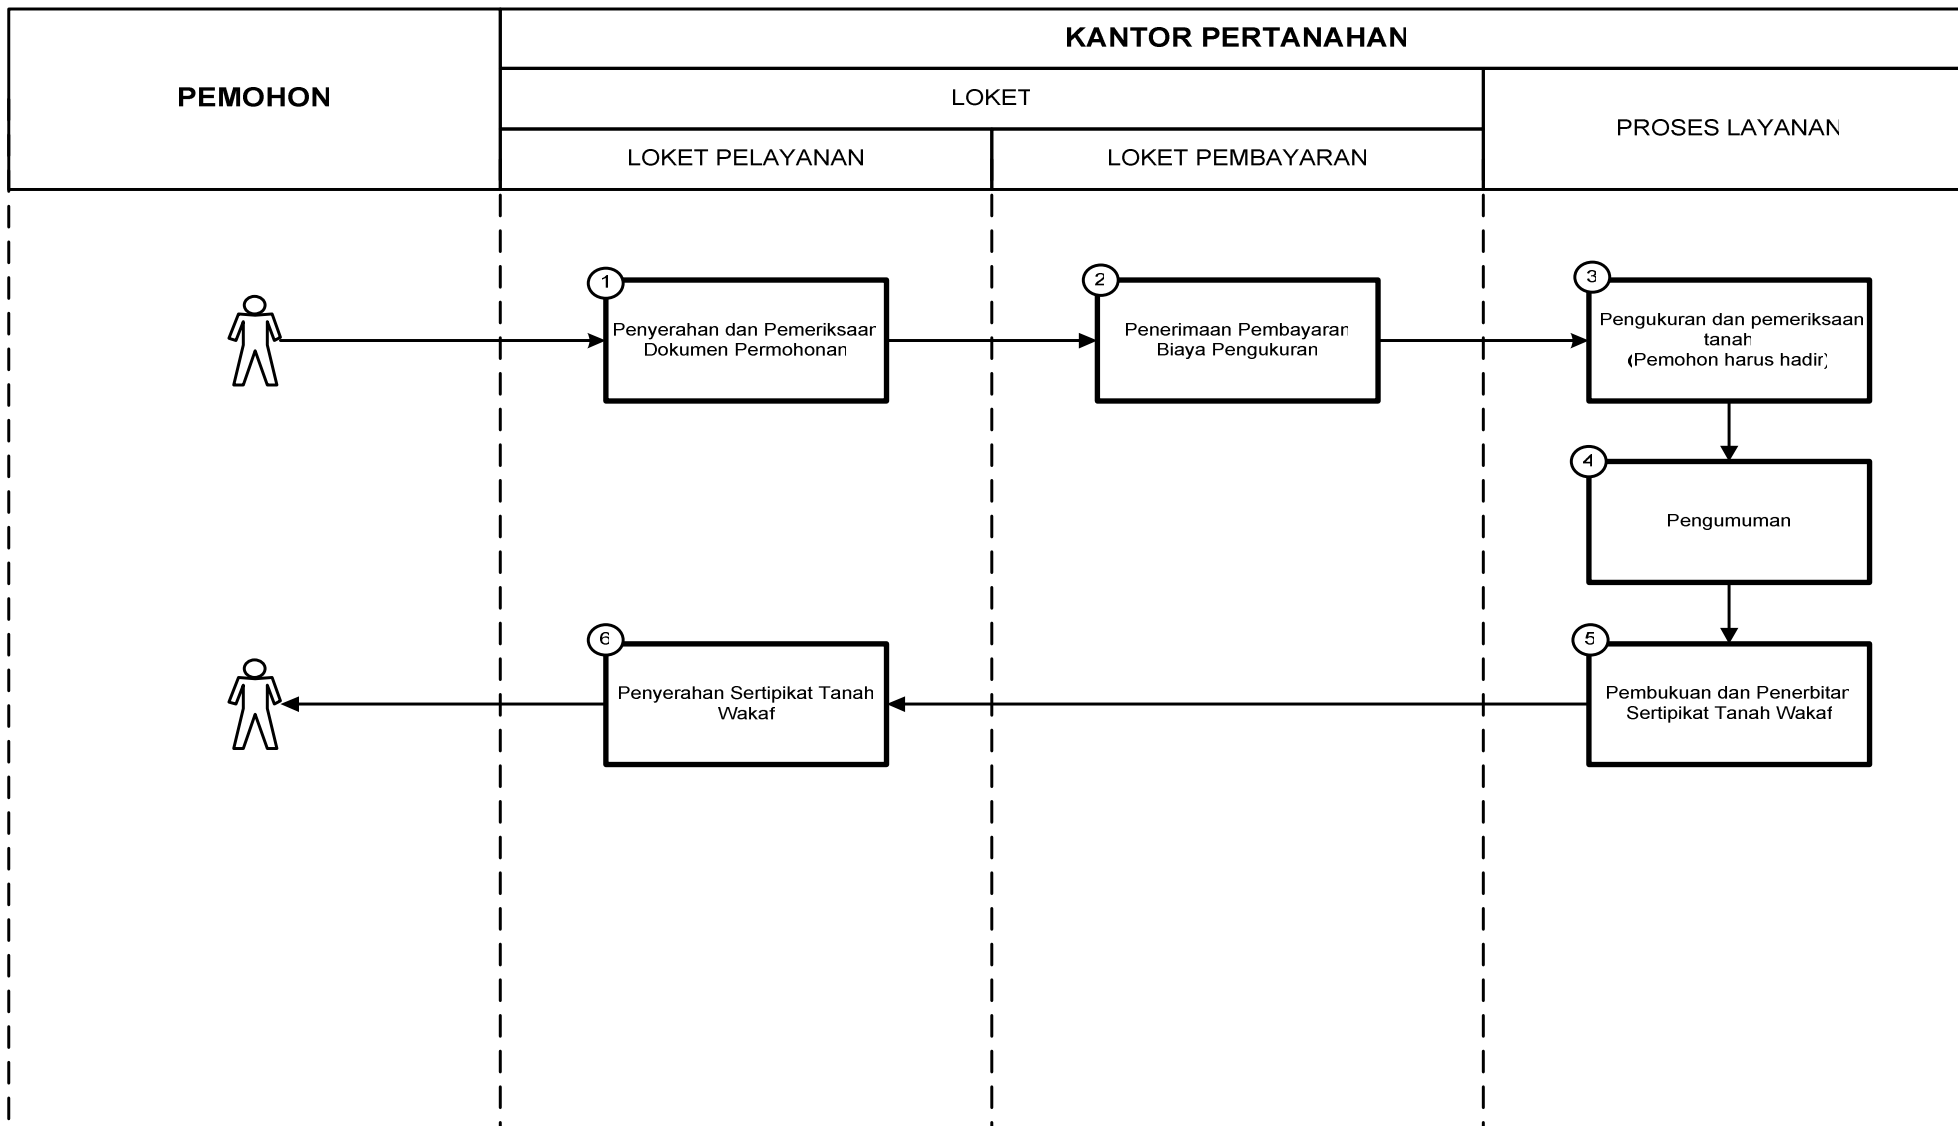 PEMOHON
KANTOR PERTANAHAN
LOKET
LOKET PELAYANAN
LOKET PEMBAYARAN
PROSES LAYANAN
1
Penyerahan dan Pemeriksaan
Dokumen Permohonan
2
Penerimaan Pembayaran
Biaya Pengukuran
3
Pengukuran dan pemeriksaan
tanah
(Pemohon harus hadir)
4
Pengumuman
5
Pembukuan dan Penerbitan
Sertipikat Tanah Wakaf
6
Penyerahan Sertipikat Tanah
Wakaf